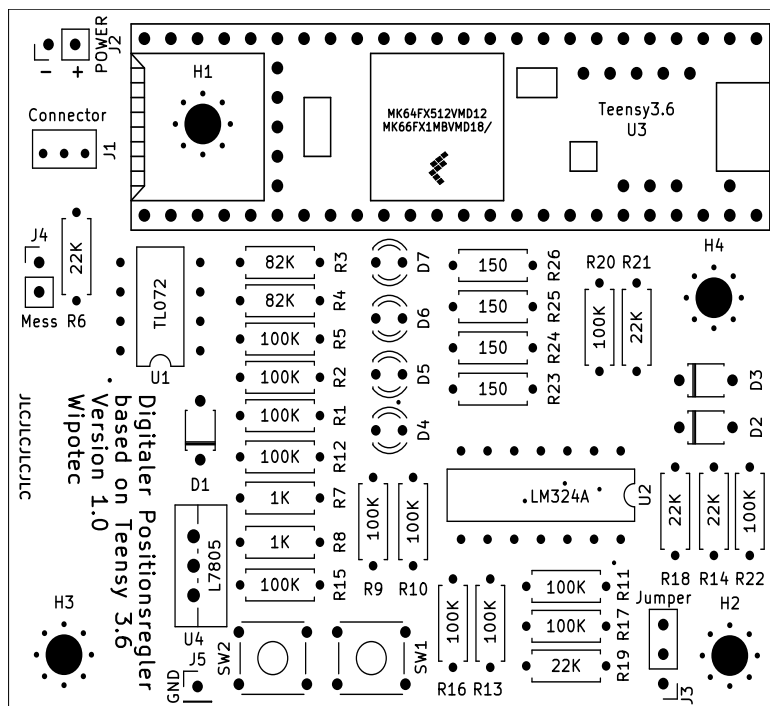 POWER
J2
- +
H1
MK64FX512VMD12
MK66FX1MBVMD18/
Teensy3.6
U3
Connector
J1
J4
22K
R6
Mess
TL072
U1
82K R3
82K R4
100K R5
100K R2
100K R1
100K R12
1K R7
1K R8
100K R15
D7
D6
D5
D4
150 R26
150 R25
150 R24
150 R23
R20 R21
100K 22K
H4
D3
D2
JLCJLCJLCJLC
Digitaler Positionsregler
based on Teensy 3.6
Version 1.0
Wipotec
D1
L7805
U4
LM324A
U2
100K 100K
R9 R10
22K 22K 100K
R18 R14 R22
100K R11
100K R17
22K R19
100K 100K
R16 R13
Jumper
J3
H3
H2
J5
GND
SW2
SW1